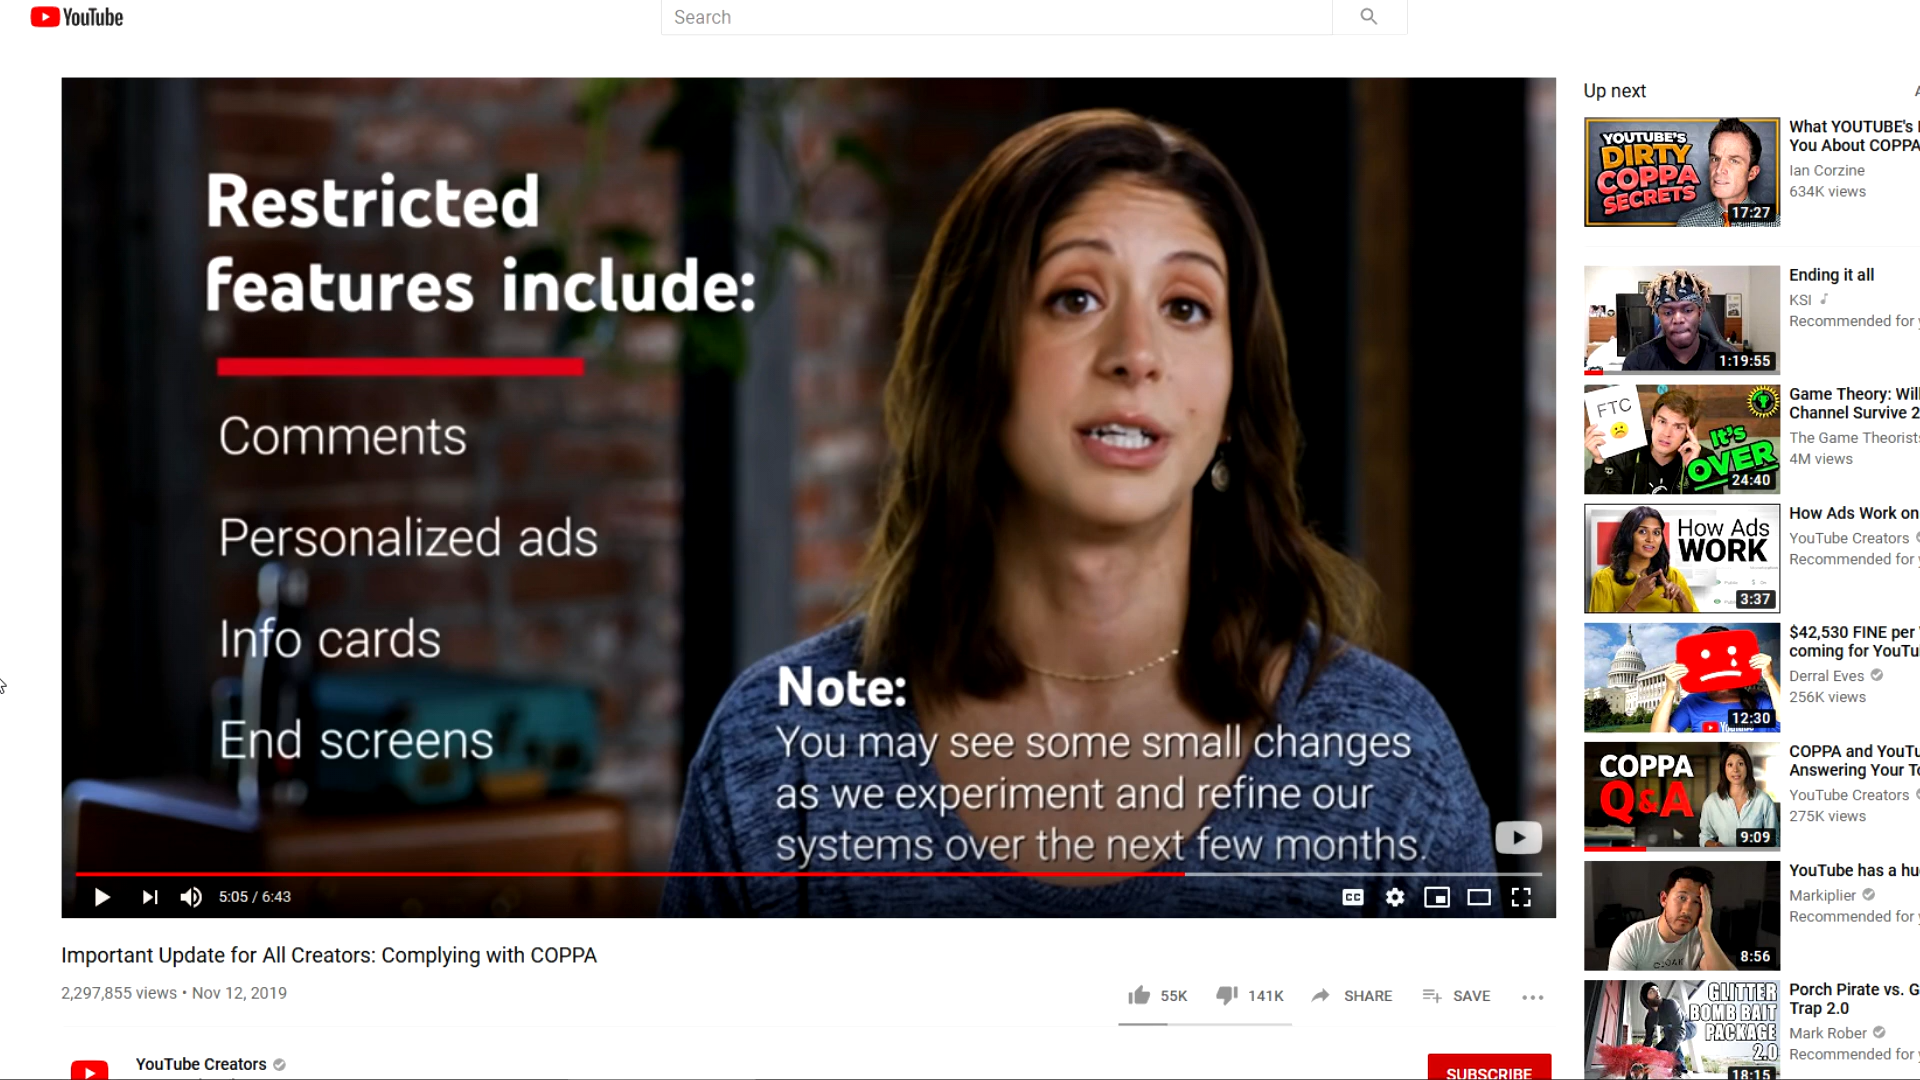 YouTube
Search
Restricted
features include:
Comments
Personalized ads
Info cards
End screens
Note:
You may see some small changes
as we experiment and refine our
systems over the next few months.
5:05 / 6:43
CC
Important Update for All Creators: Complying with COPPA
2,297,855 views • Nov 12, 2019
55K
141K
SHARE
SAVE
YouTube Creators
SUBSCRIBE
Up next
YOUTUBE'S
DIRTY
COPPA
SECRETS
17:27
What YOUTUBE's
You About COPPA
Ian Corzine
634K views
1:19:55
Ending it all
KSI
Recommended for
FTC
It's
OVER
24:40
Game Theory: Will
Channel Survive 2
The Game Theorists
4M views
How Ads
WORK
3:37
How Ads Work on
YouTube Creators
Recommended for
12:30
$42,530 FINE per
coming for YouTu
Derral Eves
256K views
COPPA
Q&A
9:09
COPPA and YouTu
Answering Your To
YouTube Creators
275K views
8:56
YouTube has a hu
Markiplier
Recommended for
GLITTER
BOMB BAIT
PACKAGE
2.0
18:15
Porch Pirate vs. G
Trap 2.0
Mark Rober
Recommended for